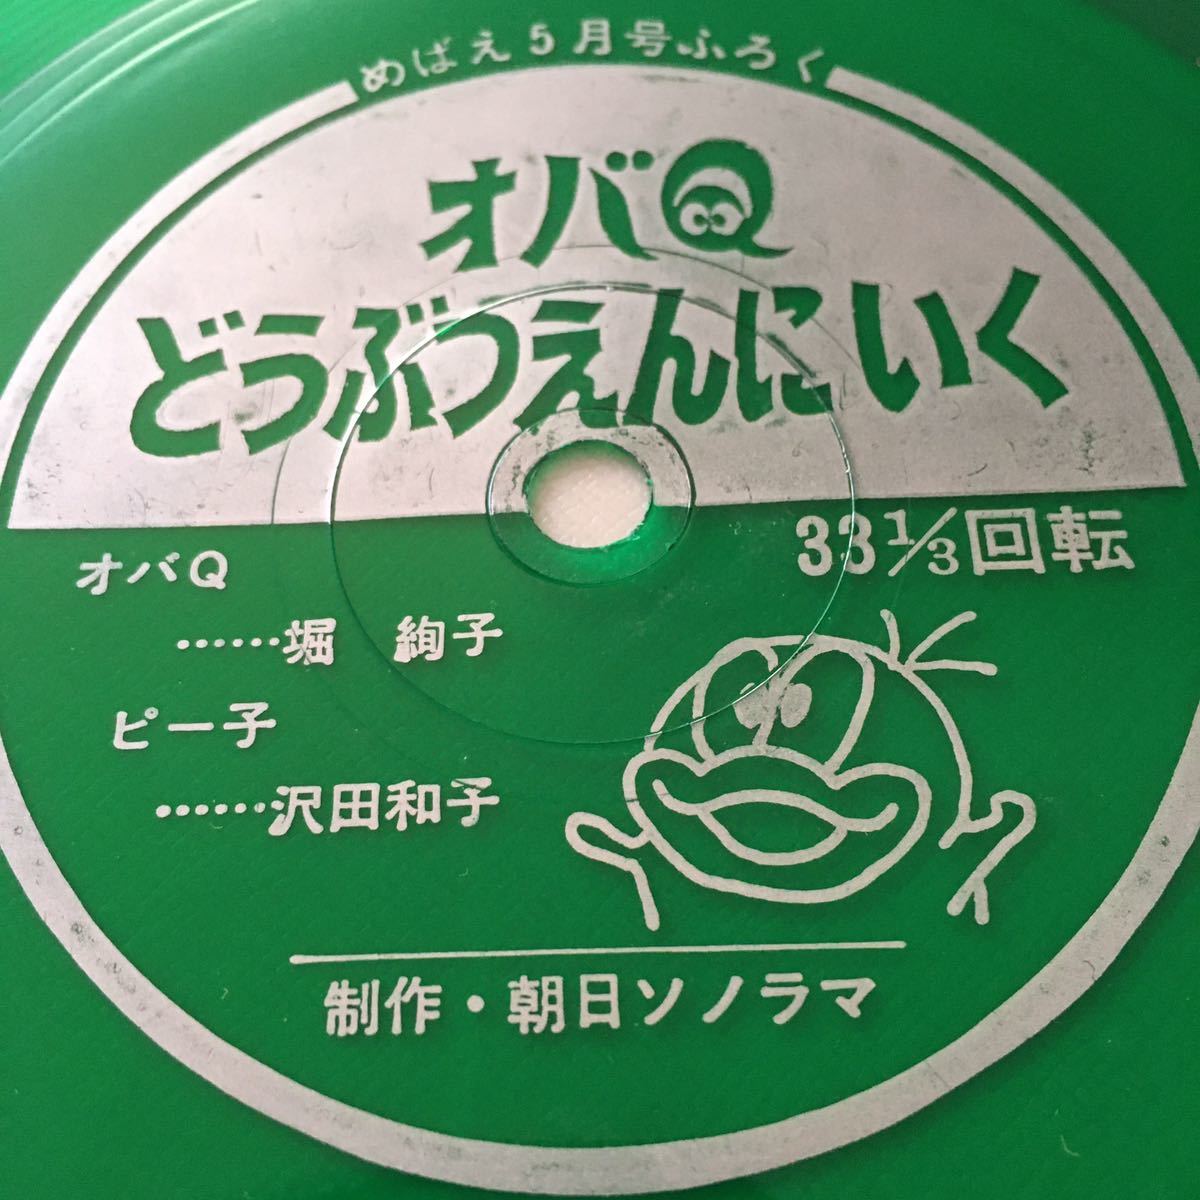 めばえ5月号ふろく
オバQ
どうぶつえんにいく
33⅓回転
オバQ
……堀 絢子
ピー子
……沢田和子
制作・朝日ソノラマ